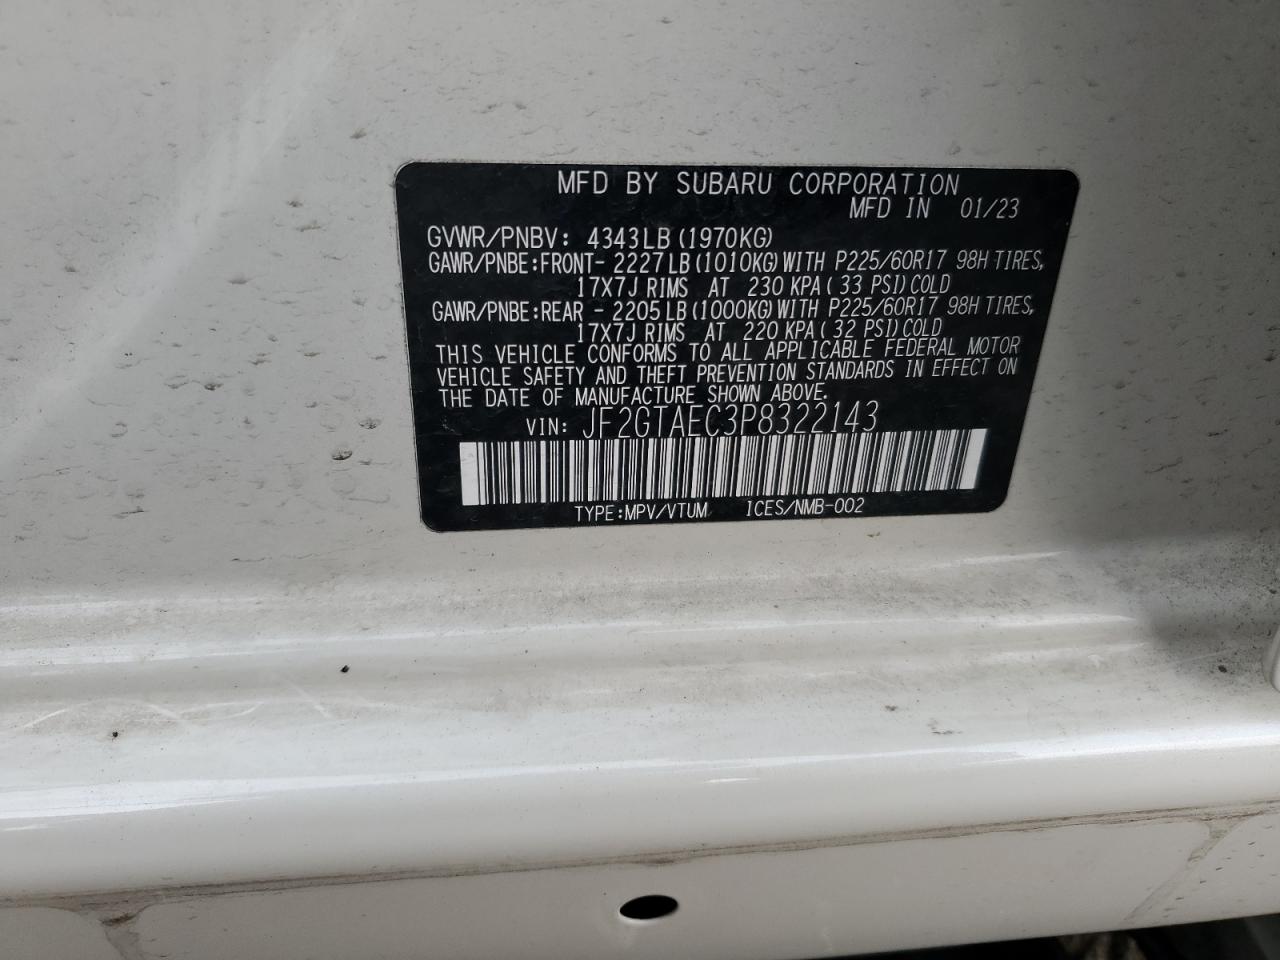 MFD BY SUBARU CORPORATION
MFD IN 01/23
GVWR/PNBV: 4343LB(1970KG)
GAWR/PNBE:FRONT- 2227LB(1010KG)WITH P225/60R17 98H TIRES,
17X7J RIMS AT 230 KPA(33 PSI)COLD
GAWR/PNBE:REAR - 2205LB(1000KG)WITH P225/60R17 98H TIRES,
17X7J RIMS AT 220 KPA(32 PSI)COLD
THIS VEHICLE CONFORMS TO ALL APPLICABLE FEDERAL MOTOR
VEHICLE SAFETY AND THEFT PREVENTION STANDARDS IN EFFECT ON
THE DATE OF MANUFACTURE SHOWN ABOVE.
VIN: JF2GTAEC3P8322143
TYPE:MPV/VTUM ICES/NMB-002